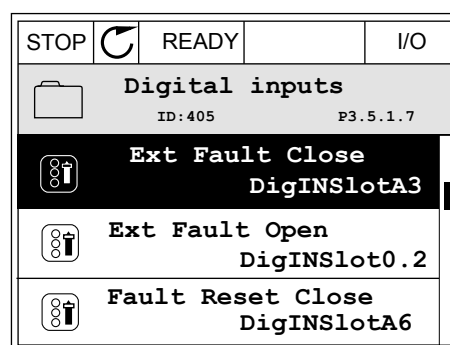 STOP READY I/O
Digital inputs
ID:405 P3.5.1.7
Ext Fault Close
DigINSlotA3
Ext Fault Open
DigINSlot0.2
Fault Reset Close
DigINSlotA6